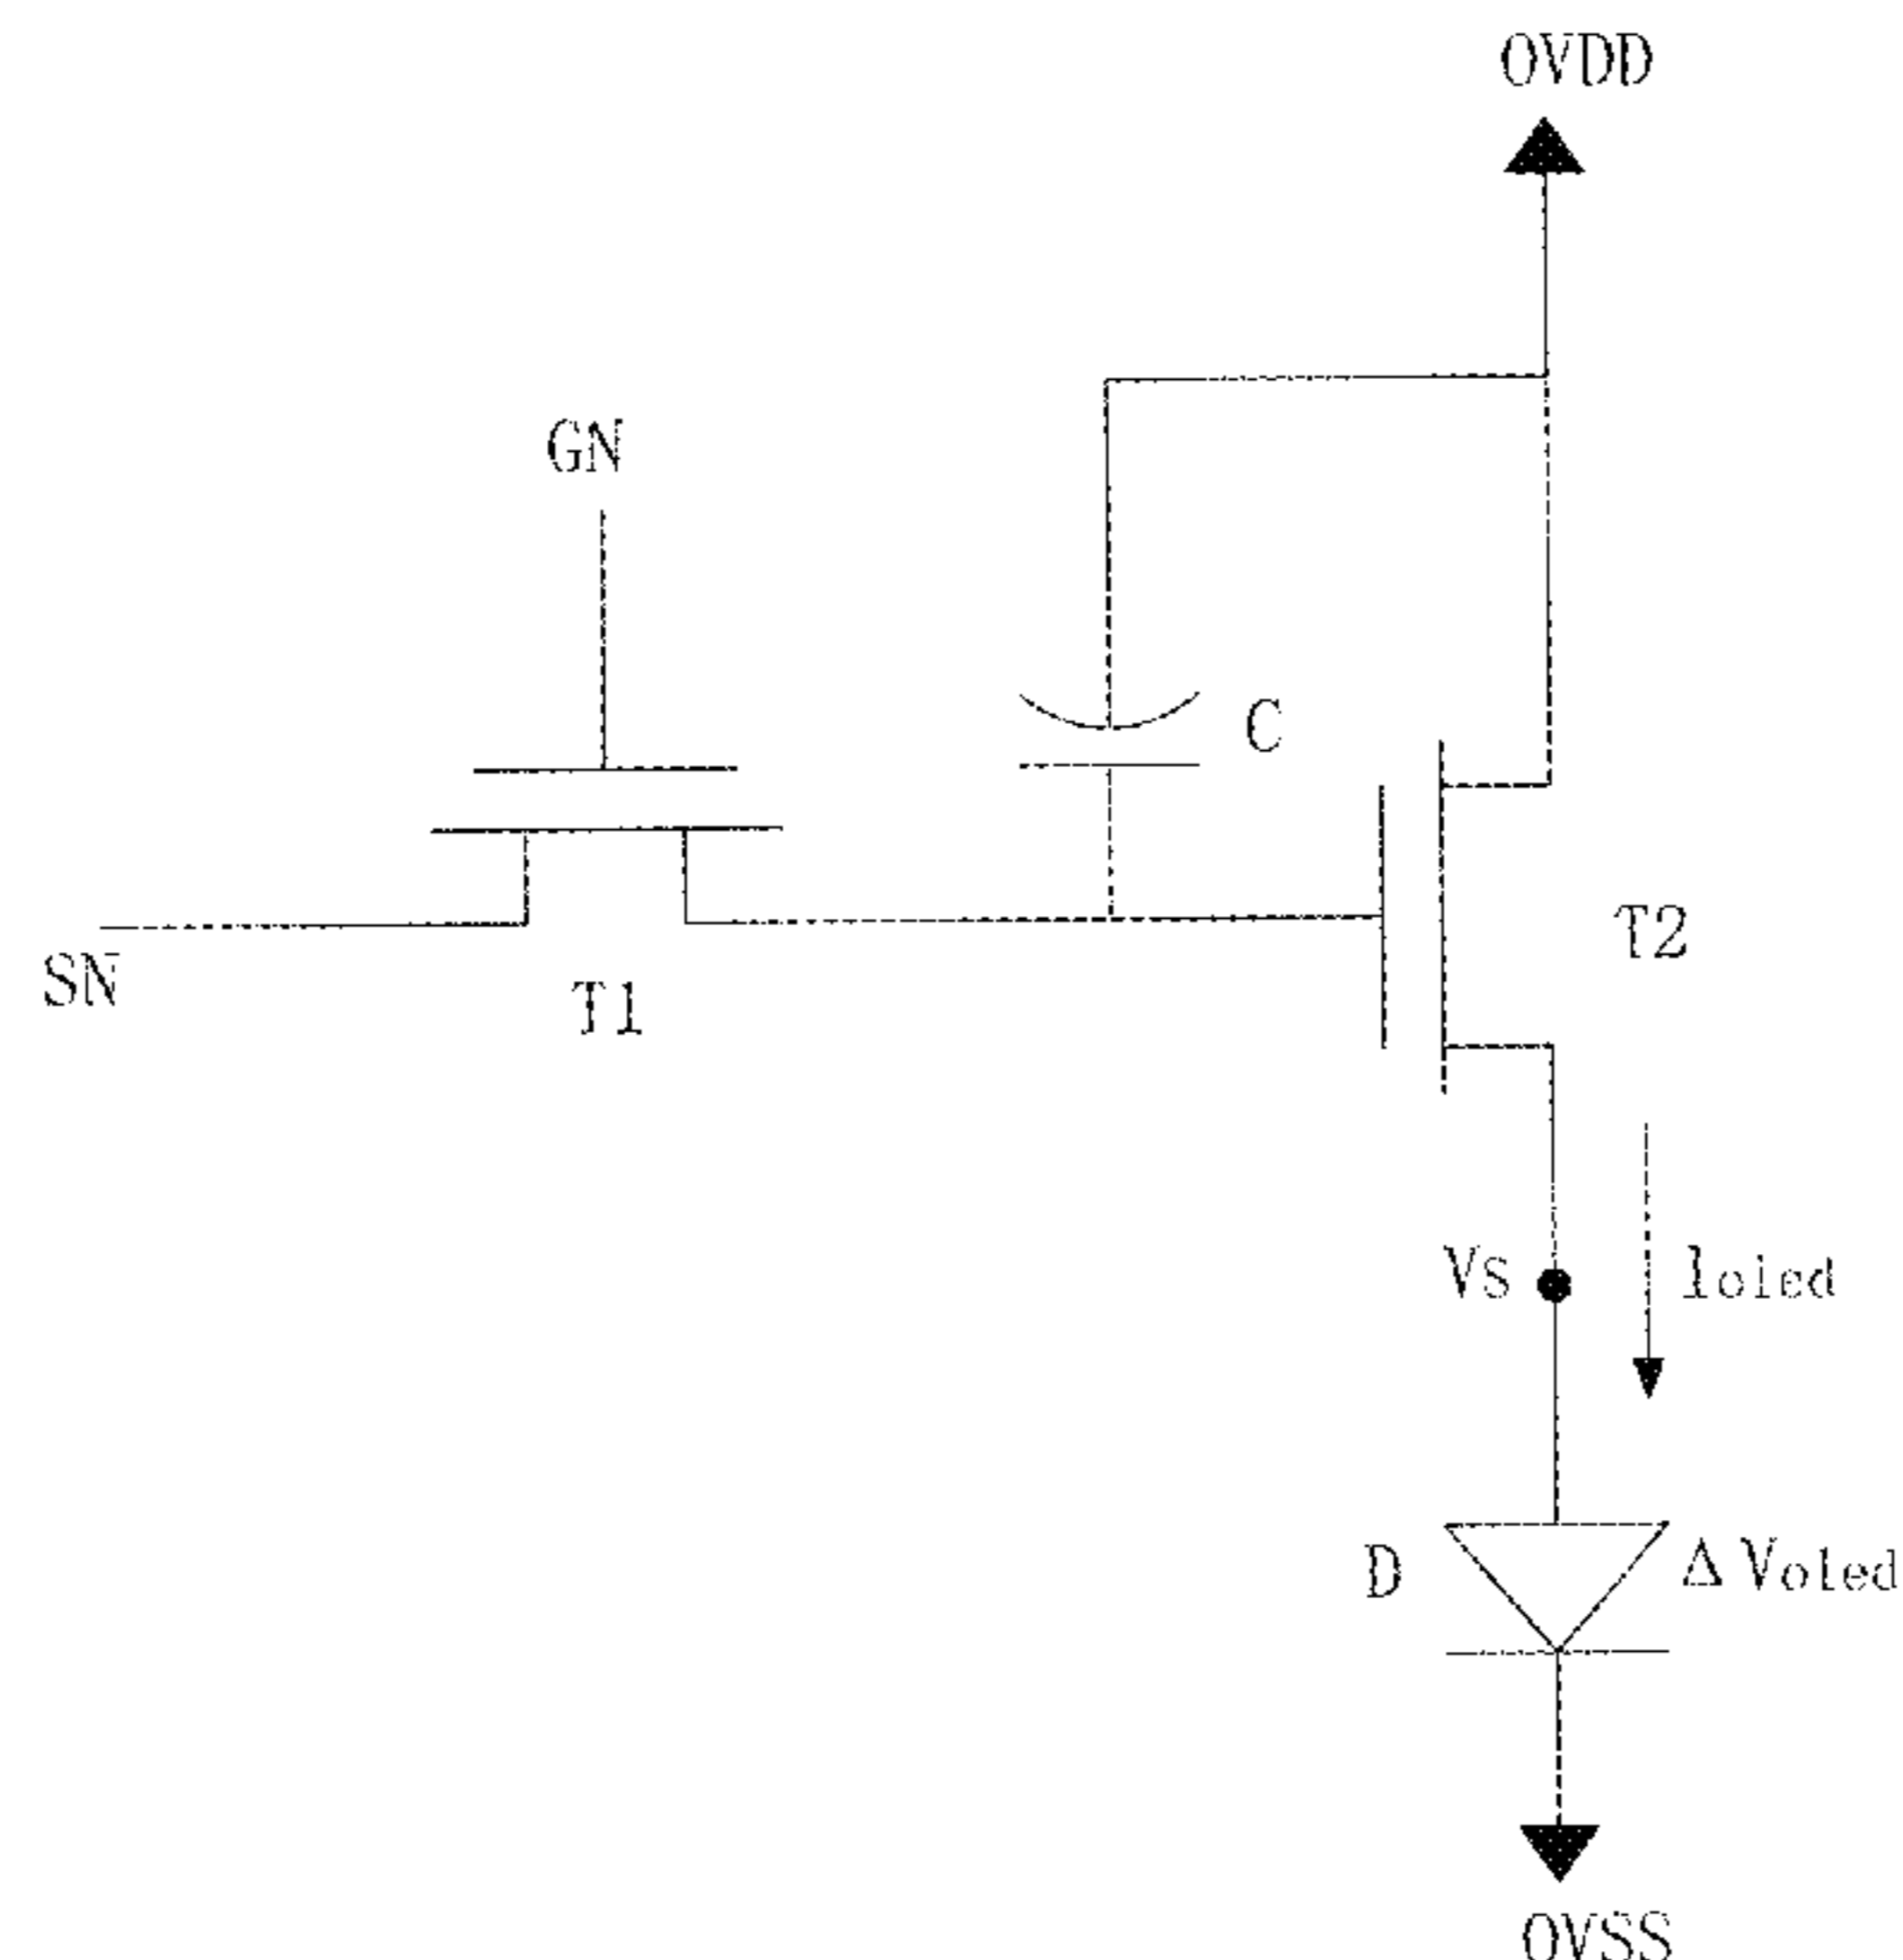 OVDD
GN
C
T2
SN
T1
VS
Ioled
D
ΔVoled
OVSS